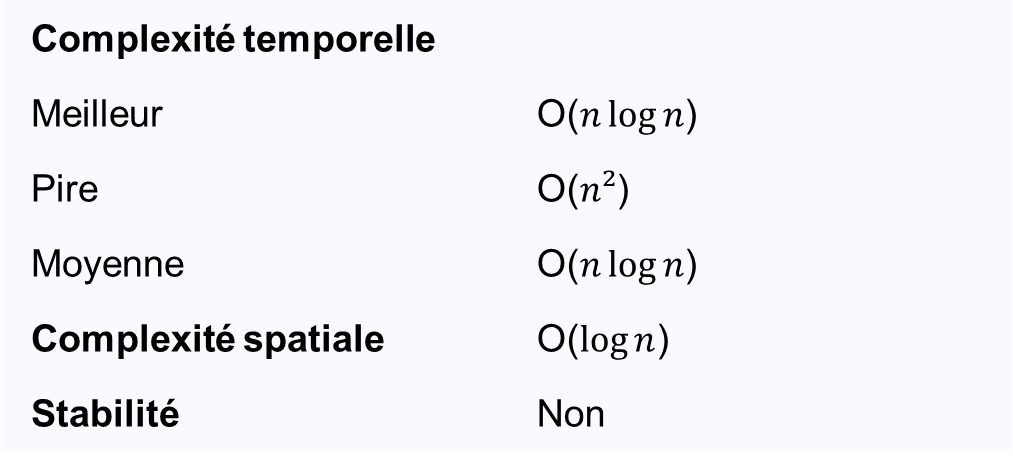 Complexité temporelle
Meilleur O(n log n)
Pire O(n²)
Moyenne O(n log n)
Complexité spatiale O(log n)
Stabilité Non